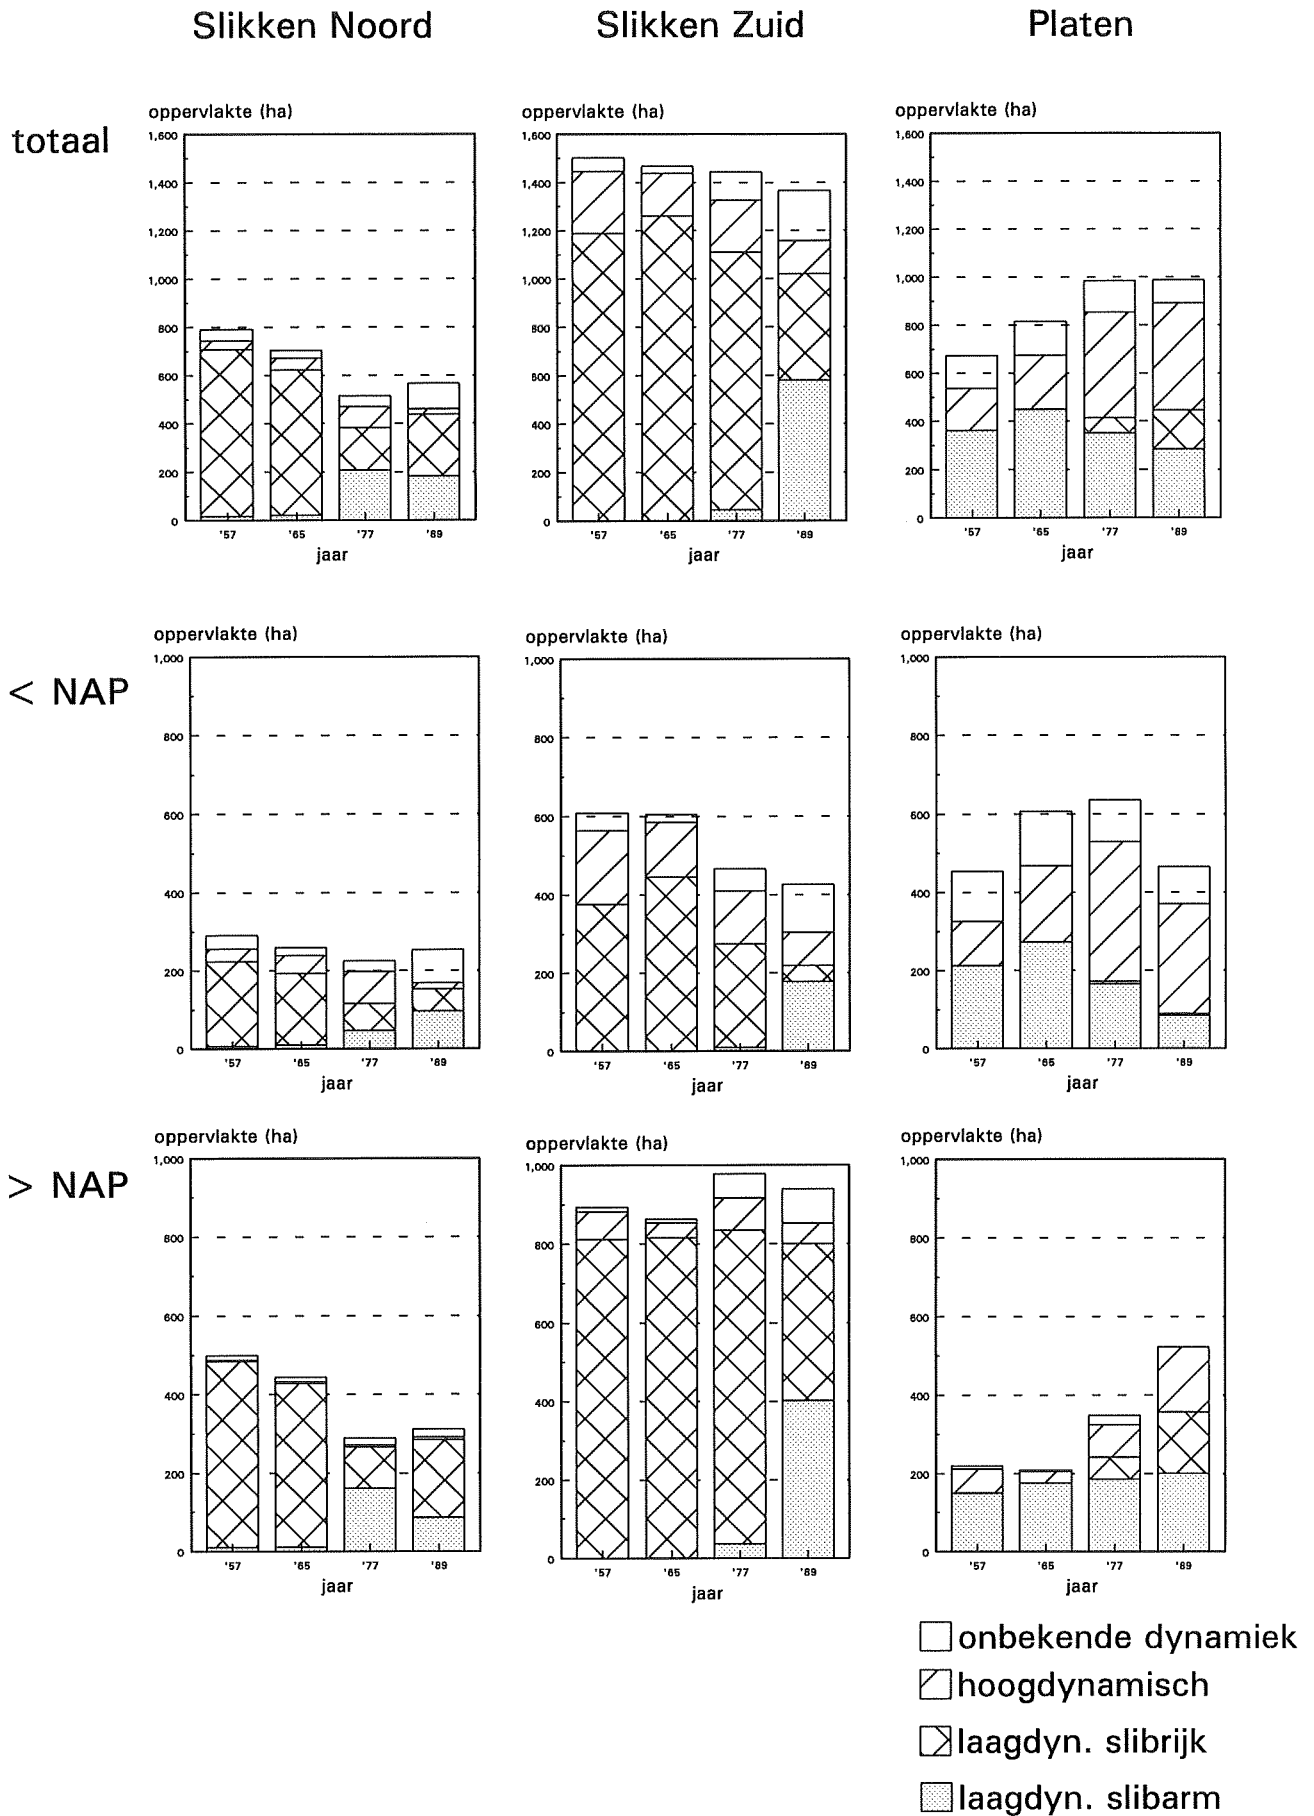 Slikken Noord Slikken Zuid Platen
totaal
oppervlakte (ha) oppervlakte (ha) oppervlakte (ha)
1,600 1,600 1,600
1,400 1,400 1,400
1,200 1,200 1,200
1,000 1,000 1,000
800 800 800
600 600 600
400 400 400
200 200 200
0 0 0
'57 '65 '77 '89 '57 '65 '77 '89 '57 '65 '77 '89
jaar jaar jaar
< NAP
oppervlakte (ha) oppervlakte (ha) oppervlakte (ha)
1,000 1,000 1,000
800 800 800
600 600 600
400 400 400
200 200 200
0 0 0
'57 '65 '77 '89 '57 '65 '77 '89 '57 '65 '77 '89
jaar jaar jaar
> NAP
oppervlakte (ha) oppervlakte (ha) oppervlakte (ha)
1,000 1,000 1,000
800 800 800
600 600 600
400 400 400
200 200 200
0 0 0
'57 '65 '77 '89 '57 '65 '77 '89 '57 '65 '77 '89
jaar jaar jaar
onbekende dynamiek
hoogdynamisch
laagdyn. slibrijk
laagdyn. slibarm